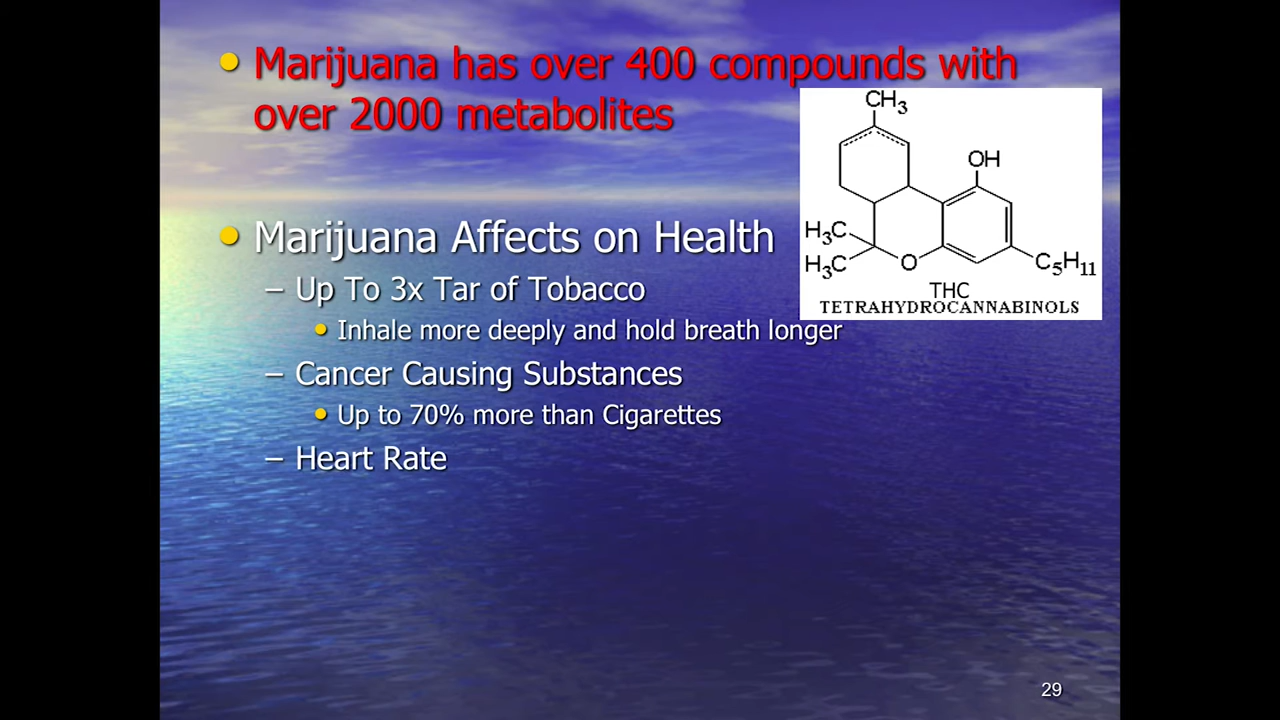 • Marijuana has over 400 compounds with
over 2000 metabolites
• Marijuana Affects on Health
– Up To 3x Tar of Tobacco
• Inhale more deeply and hold breath longer
– Cancer Causing Substances
• Up to 70% more than Cigarettes
– Heart Rate
CH3
OH
H3C
H3C
O
C5H11
THC
TETRAHYDROCANNABINOLS
29